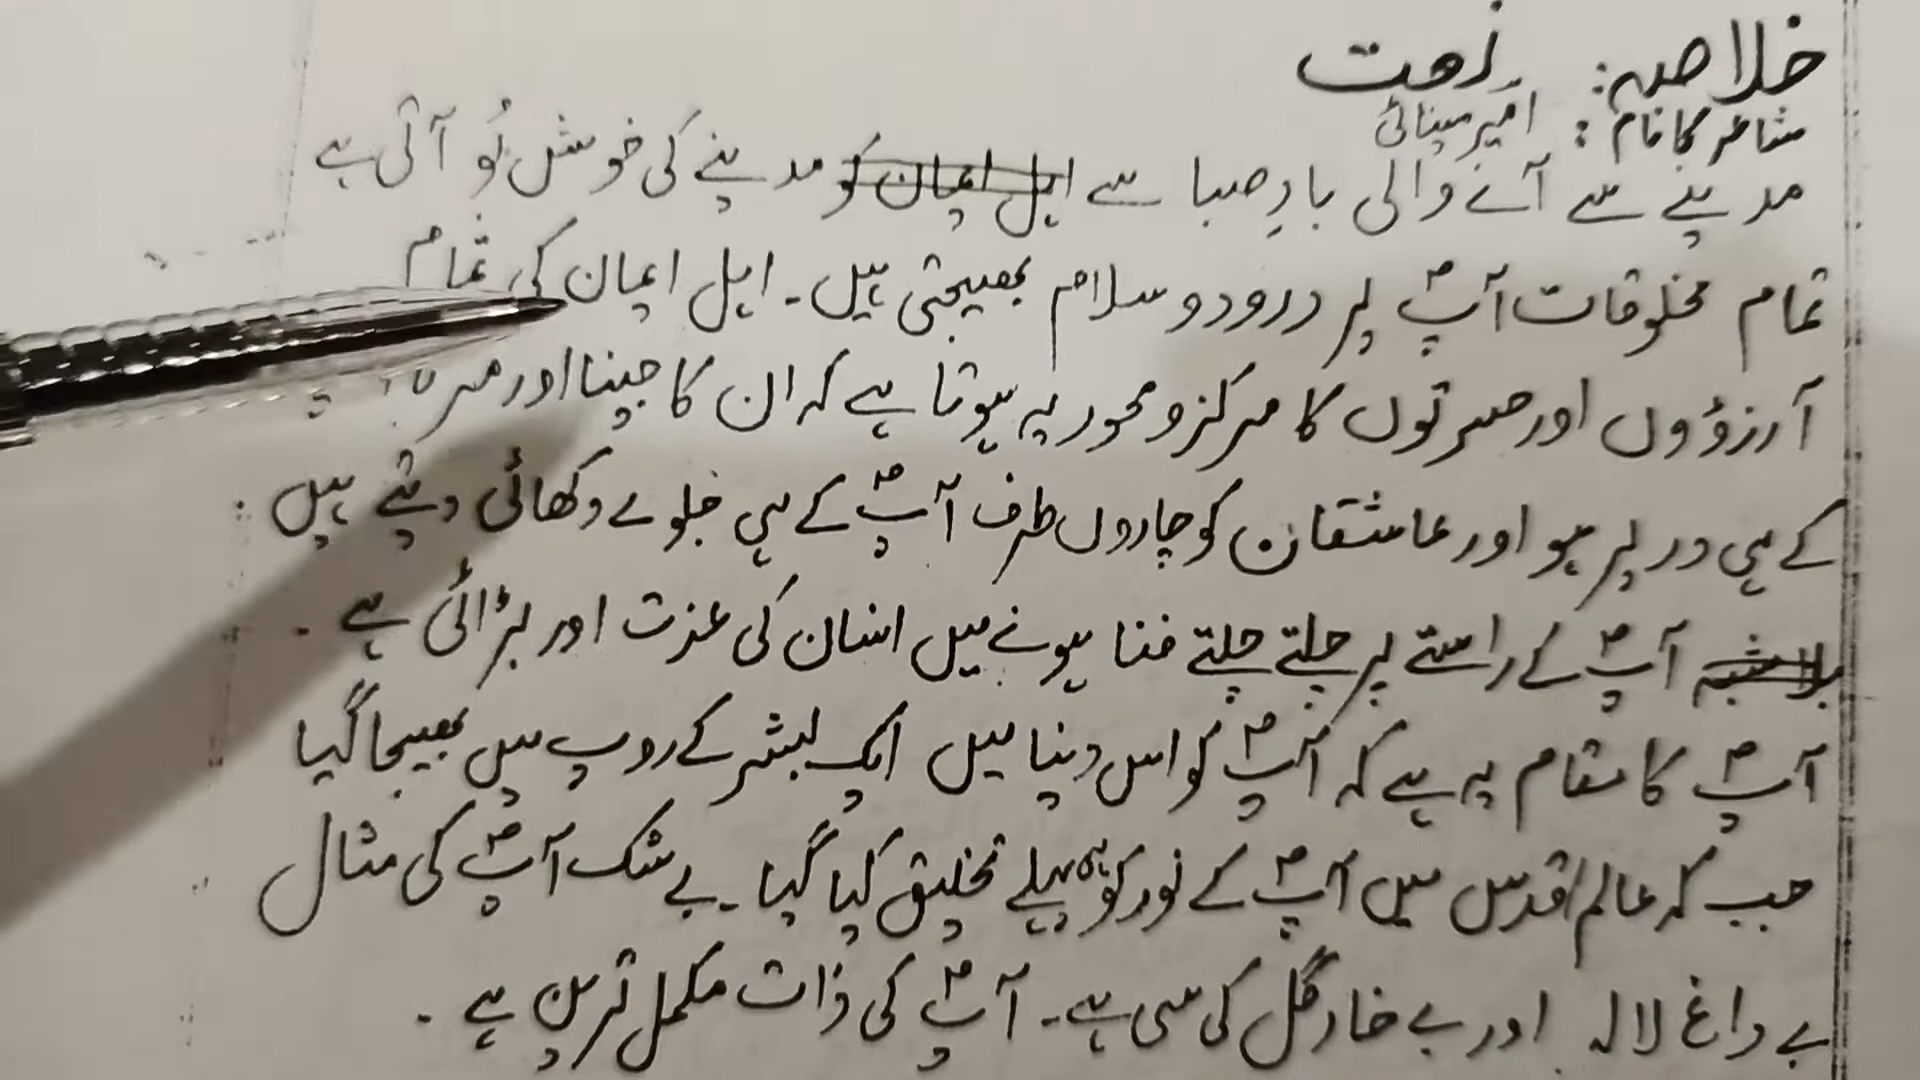 خلاصہ: نعت
شاعر کا نام: امیر مینائی
مدینے سے آنے والی بادِ صبا سے اہل ایمان کو مدینے کی خوش بُو آتی ہے
تمام مخلوقات آپؐ پر درود و سلام بھیجتی ہیں۔ اہل ایمان کی تمام
آرزؤوں اور حسرتوں کا مرکز و محور یہ ہوتا ہے کہ ان کا جینا اور مرنا
کے ہی در پر ہو اور عاشقان کو چاروں طرف آپؐ کے ہی جلوے دکھائی دیتے ہیں۔
بلاشبہ آپؐ کے راستے پر چلتے چلتے فنا ہونے میں انسان کی عزت اور بڑائی ہے۔
آپؐ کا مقام یہ ہے کہ آپؐ کو اس دنیا میں ایک بشر کے روپ میں بھیجا گیا
جب کہ عالم اقدس میں آپؐ کے نور کو پہلے تخلیق کیا گیا۔ بے شک آپؐ کی مثال
بے داغ لالہ اور بے خار گُل کی سی ہے۔ آپؐ کی ذات مکمل ترین ہے۔